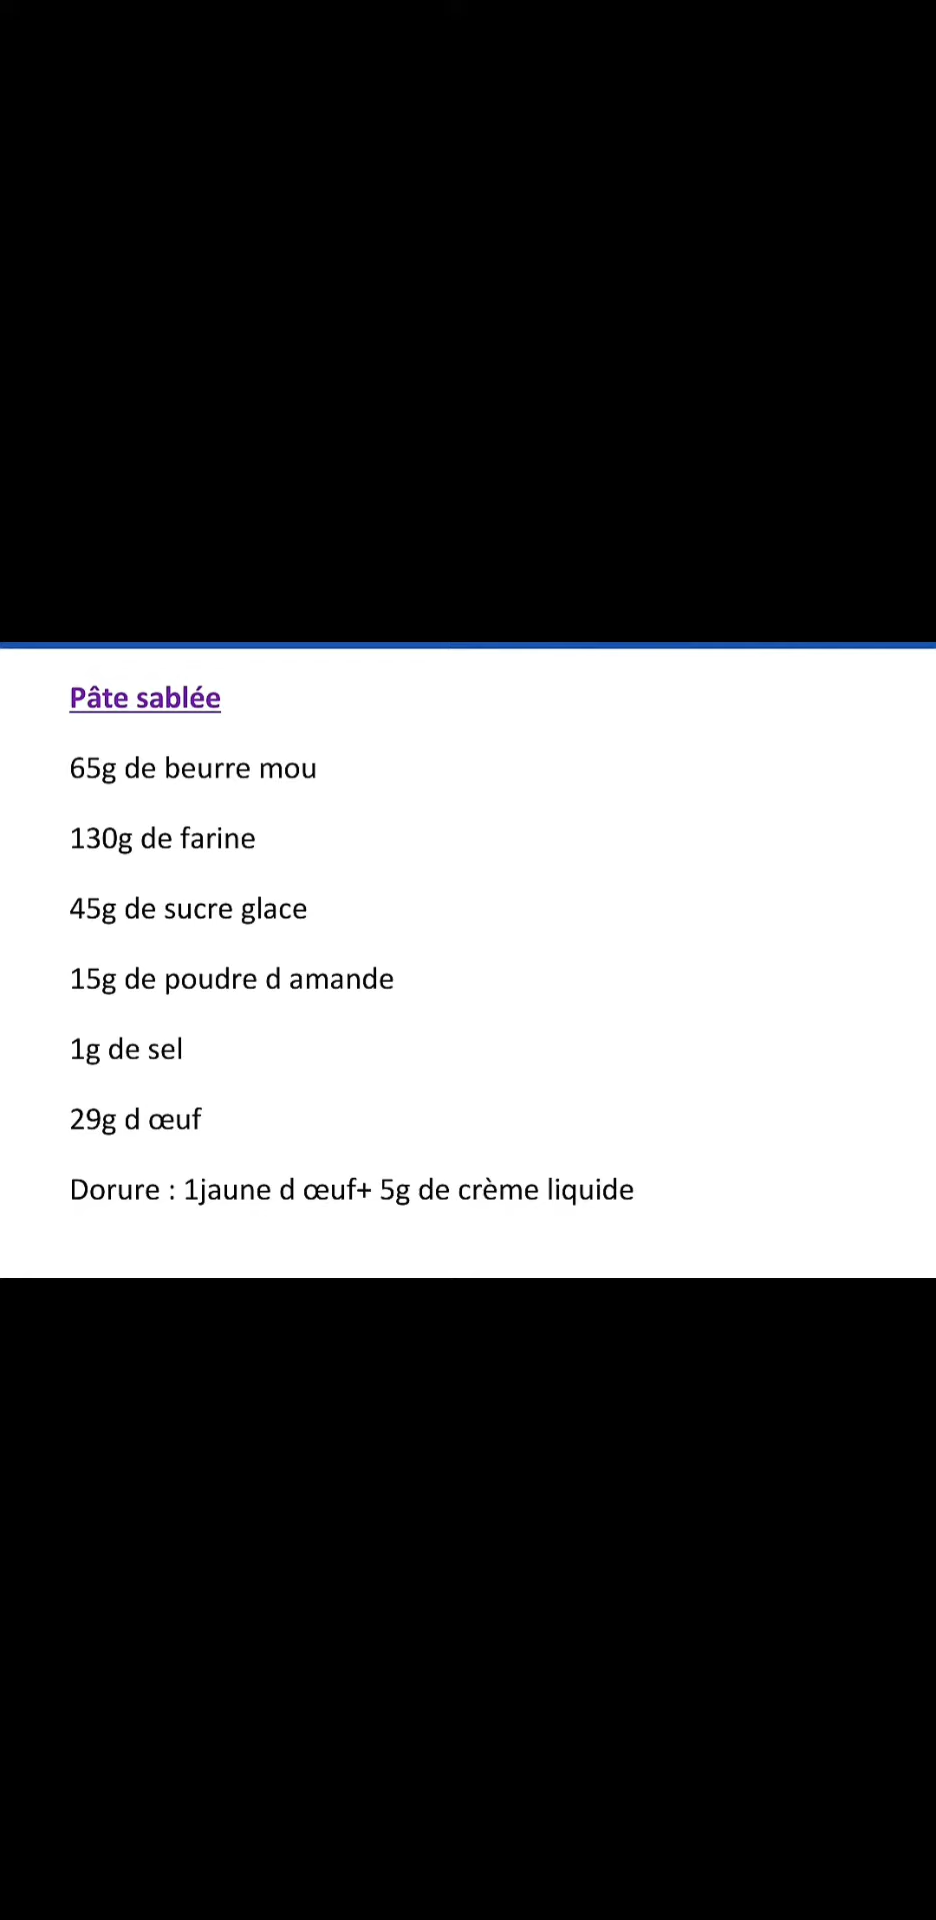 Pâte sablée
65g de beurre mou
130g de farine
45g de sucre glace
15g de poudre d amande
1g de sel
29g d œuf
Dorure : 1jaune d œuf+ 5g de crème liquide